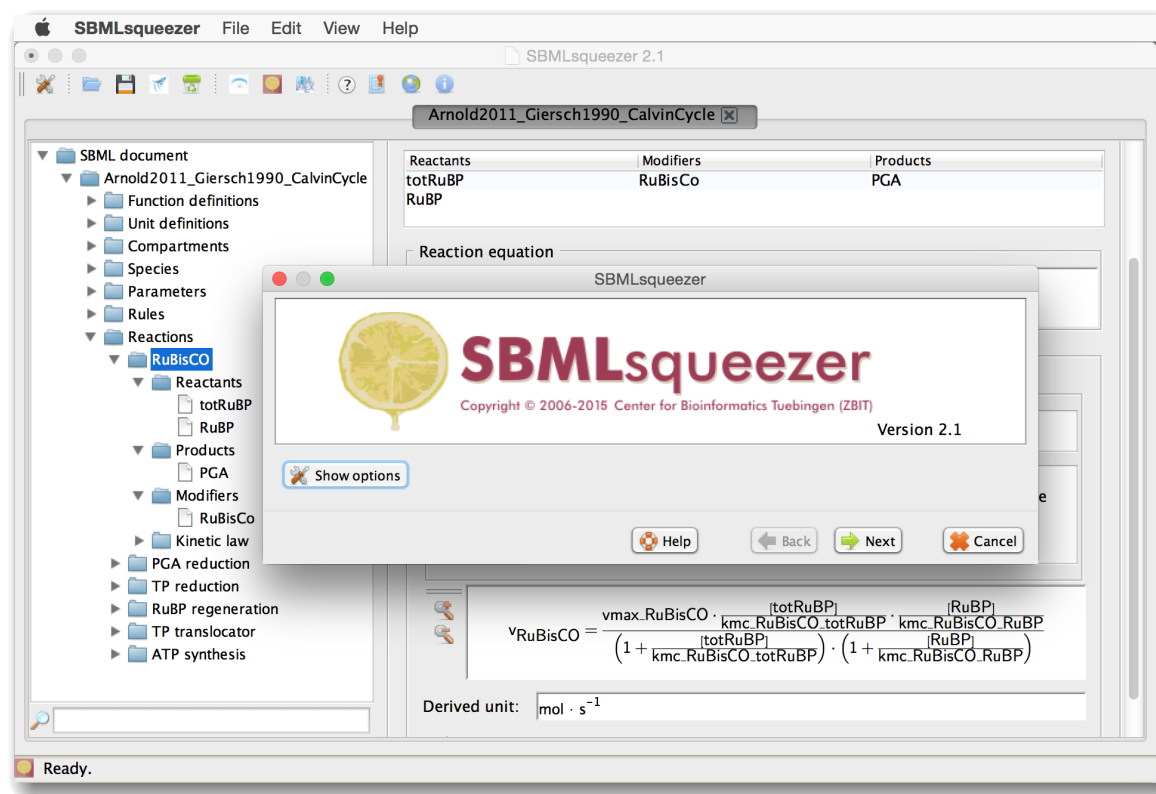 SBMLsqueezer File Edit View Help
SBMLsqueezer 2.1
Arnold2011_Giersch1990_CalvinCycle
SBML document
Arnold2011_Giersch1990_CalvinCycle
Function definitions
Unit definitions
Compartments
Species
Parameters
Rules
Reactions
RuBisCO
Reactants
totRuBP
RuBP
Products
PGA
Modifiers
RuBisCo
Kinetic law
PGA reduction
TP reduction
RuBP regeneration
TP translocator
ATP synthesis
Reactants Modifiers Products
totRuBP RuBisCo PGA
RuBP
Reaction equation
SBMLsqueezer
SBMLsqueezer
Copyright © 2006-2015 Center for Bioinformatics Tuebingen (ZBIT)
Version 2.1
Show options
Help Back Next Cancel
e
vRuBisCO = vmax_RuBisCO · [totRuBP] / kmc_RuBisCO_totRuBP · [RuBP] / kmc_RuBisCO_RuBP
(1 + [totRuBP] / kmc_RuBisCO_totRuBP) · (1 + [RuBP] / kmc_RuBisCO_RuBP)
Derived unit: mol · s⁻¹
Ready.